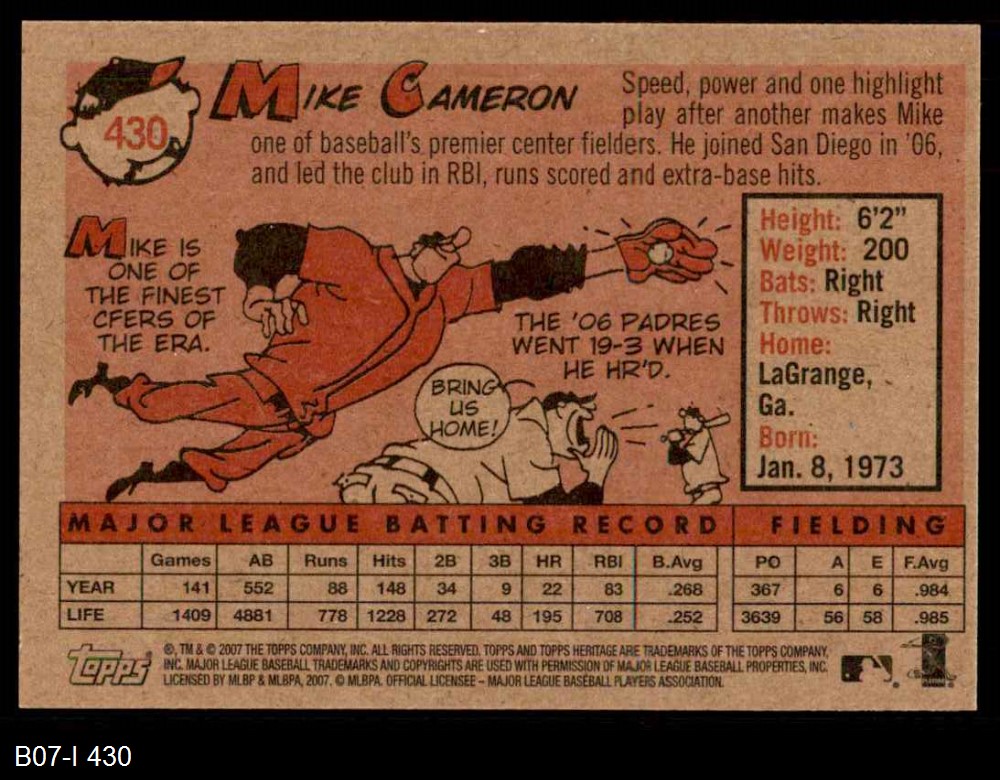 430
MIKE CAMERON
Speed, power and one highlight
play after another makes Mike
one of baseball's premier center fielders. He joined San Diego in '06,
and led the club in RBI, runs scored and extra-base hits.
MIKE IS
ONE OF
THE FINEST
CFERS OF
THE ERA.
THE '06 PADRES
WENT 19-3 WHEN
HE HR'D.
BRING
US
HOME!
Height: 6'2"
Weight: 200
Bats: Right
Throws: Right
Home:
LaGrange,
Ga.
Born:
Jan. 8, 1973
MAJOR LEAGUE BATTING RECORD FIELDING
Games AB Runs Hits 2B 3B HR RBI B.Avg PO A E F.Avg
YEAR 141 552 88 148 34 9 22 83 .268 367 6 6 .984
LIFE 1409 4881 778 1228 272 48 195 708 .252 3639 56 58 .985
Topps
®, TM & © 2007 THE TOPPS COMPANY, INC. ALL RIGHTS RESERVED. TOPPS AND TOPPS HERITAGE ARE TRADEMARKS OF THE TOPPS COMPANY,
INC. MAJOR LEAGUE BASEBALL TRADEMARKS AND COPYRIGHTS ARE USED WITH PERMISSION OF MAJOR LEAGUE BASEBALL PROPERTIES, INC.
LICENSED BY MLBP & MLBPA, 2007. © MLBPA. OFFICIAL LICENSEE – MAJOR LEAGUE BASEBALL PLAYERS ASSOCIATION.
B07-I 430